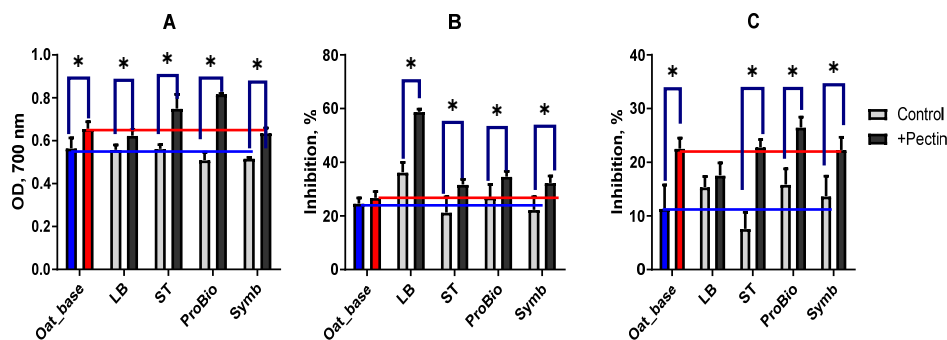 A
OD, 700 nm
1.0
0.8
0.6
0.4
0.2
0.0
* * * * *
Oat_base LB ST ProBio Symb
B
Inhibition, %
80
60
40
20
0
* * * *
Oat_base LB ST ProBio Symb
C
Inhibition, %
40
30
20
10
0
* * * *
Oat_base LB ST ProBio Symb
Control
+Pectin